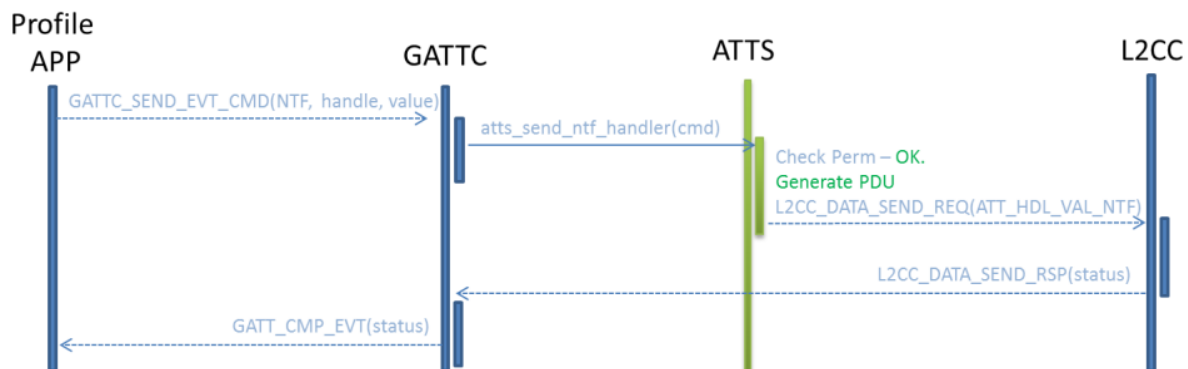 Profile
APP
GATTC
ATTS
L2CC
GATTC_SEND_EVT_CMD(NTF, handle, value)
atts_send_ntf_handler(cmd)
Check Perm – OK.
Generate PDU
L2CC_DATA_SEND_REQ(ATT_HDL_VAL_NTF)
L2CC_DATA_SEND_RSP(status)
GATT_CMP_EVT(status)